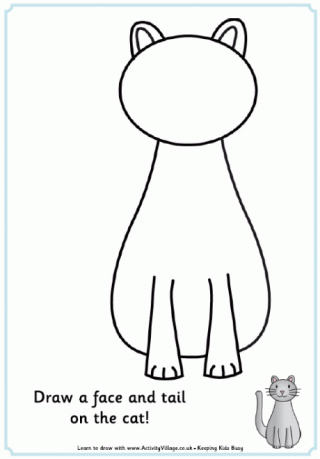 Draw a face and tail
on the cat!
Learn to draw with www.ActivityVillage.co.uk - Keeping Kids Busy